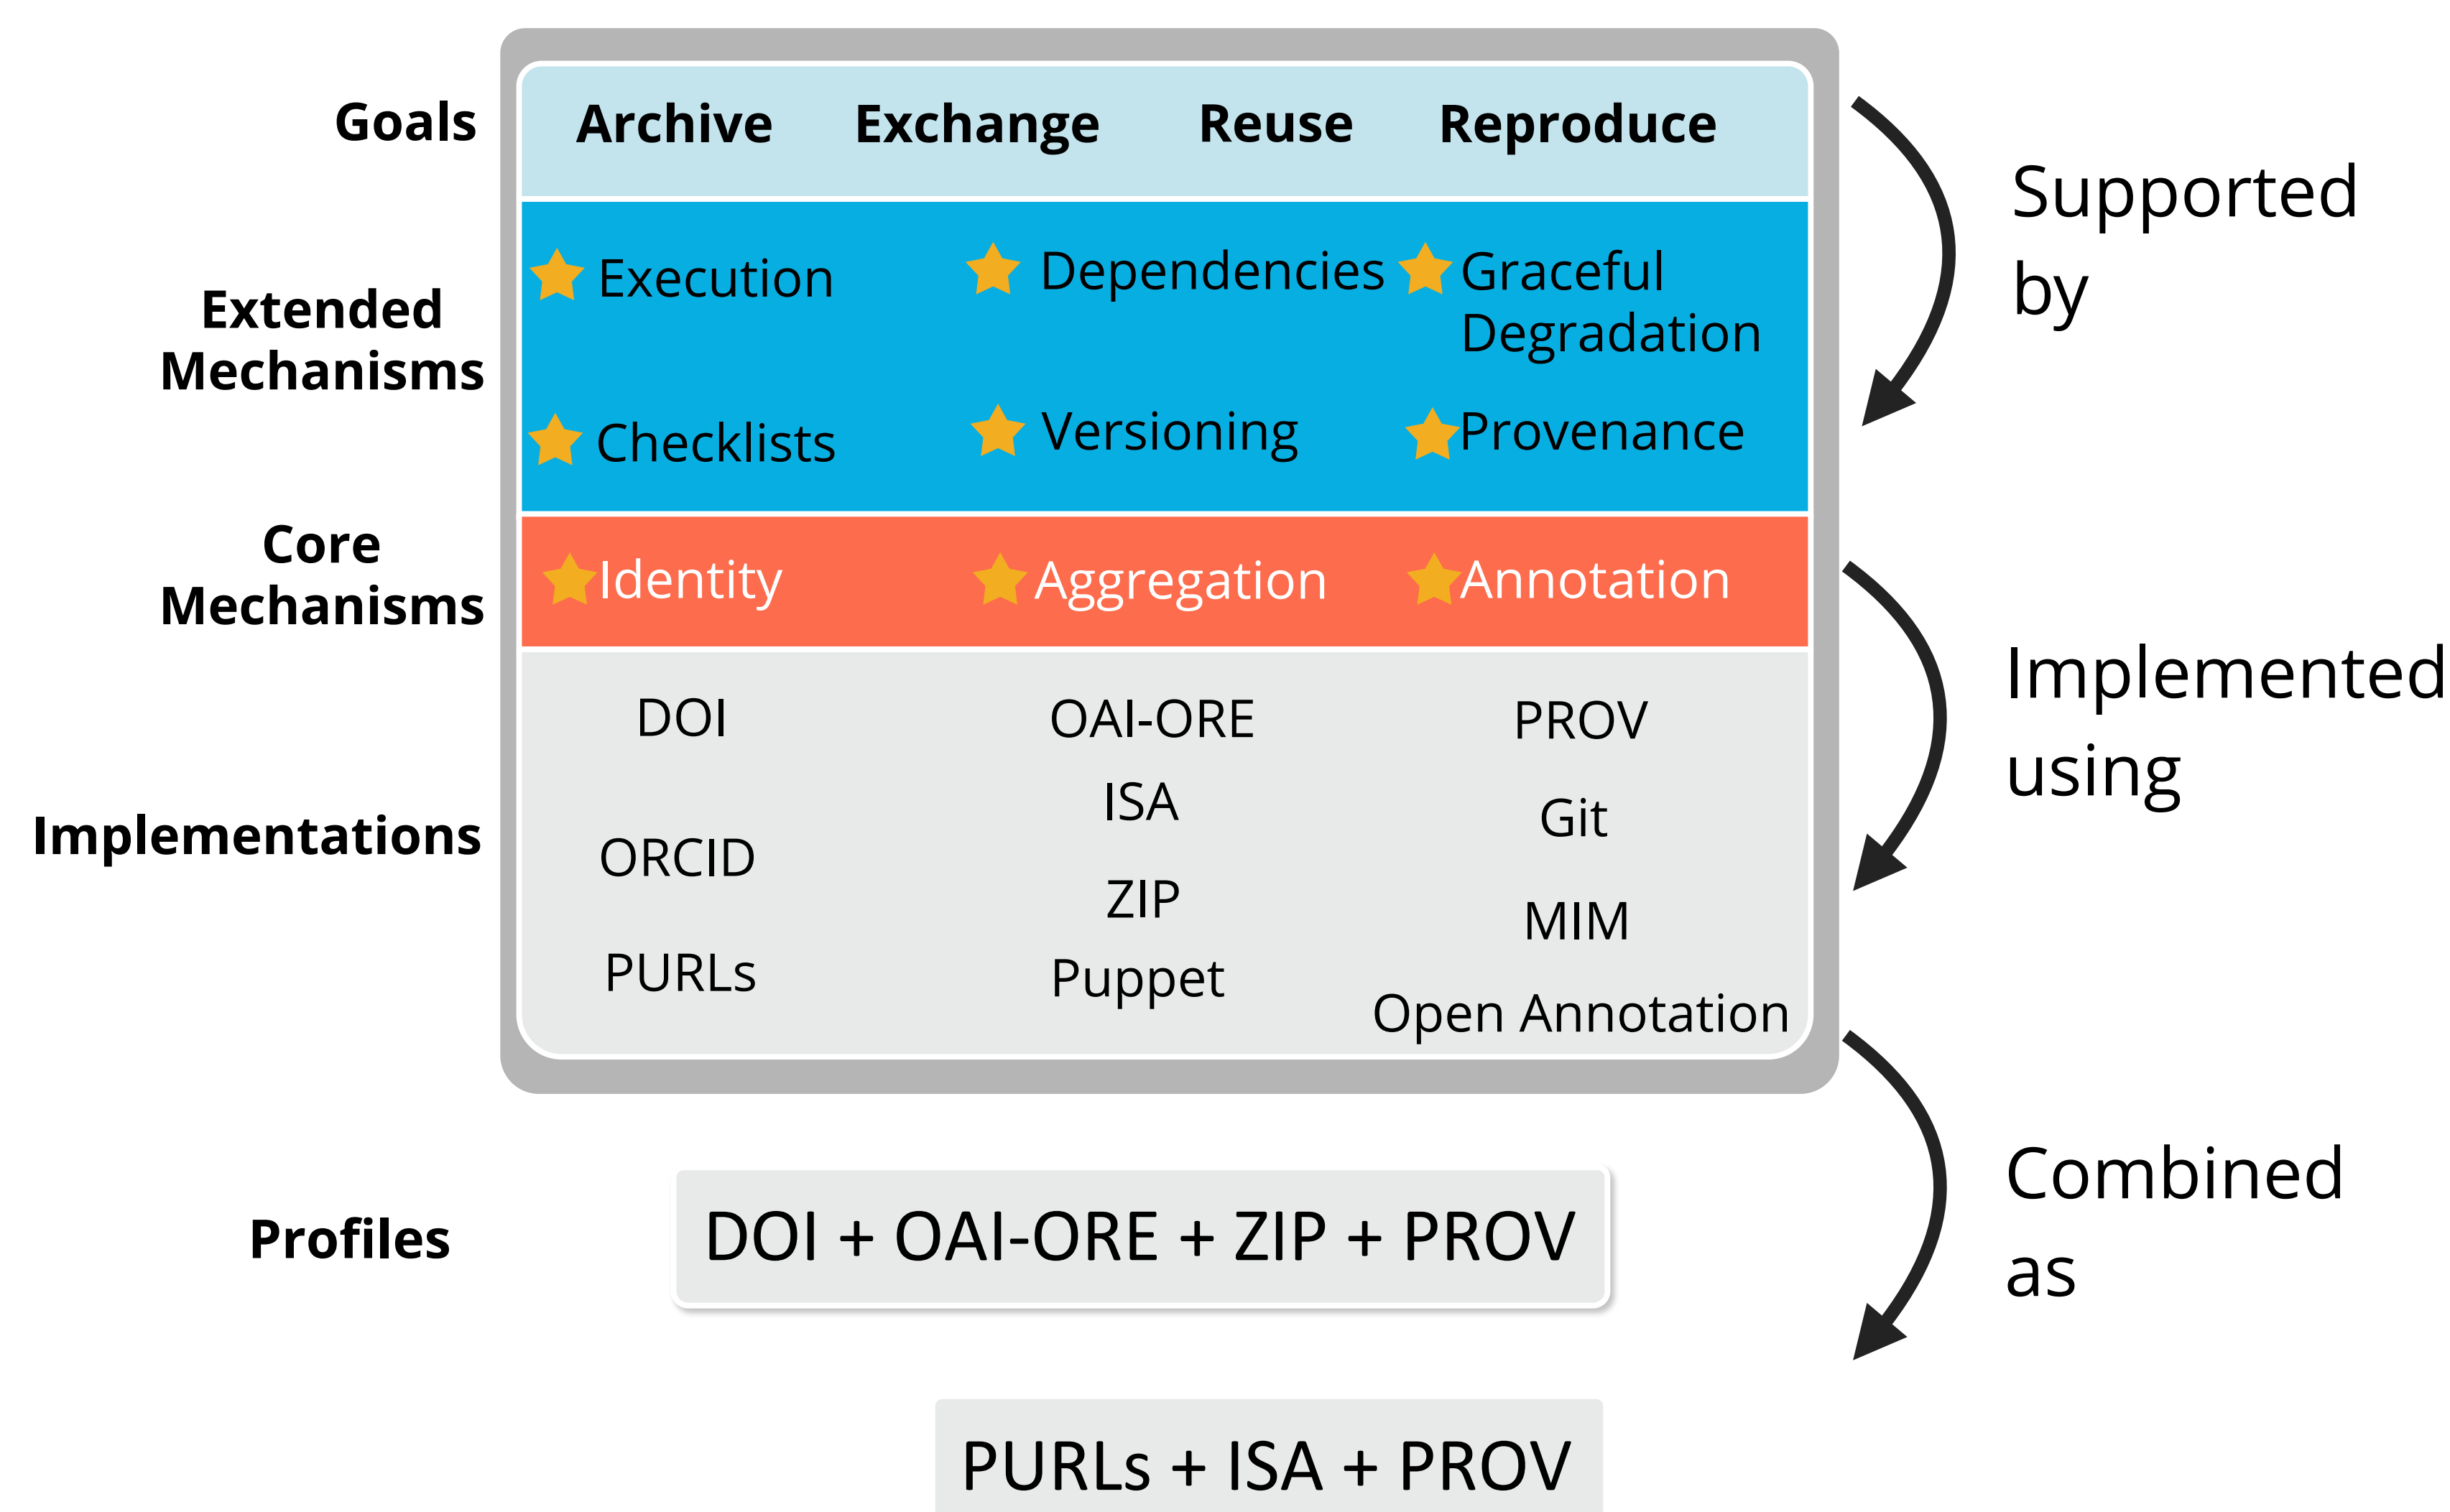 Goals
Archive Exchange Reuse Reproduce
Supported
by
Extended
Mechanisms
Execution Dependencies Graceful
Degradation
Checklists Versioning Provenance
Core
Mechanisms
Identity Aggregation Annotation
Implemented
using
Implementations
DOI OAI-ORE PROV
ISA Git
ORCID ZIP MIM
PURLs Puppet Open Annotation
Combined
as
Profiles
DOI + OAI-ORE + ZIP + PROV
PURLs + ISA + PROV